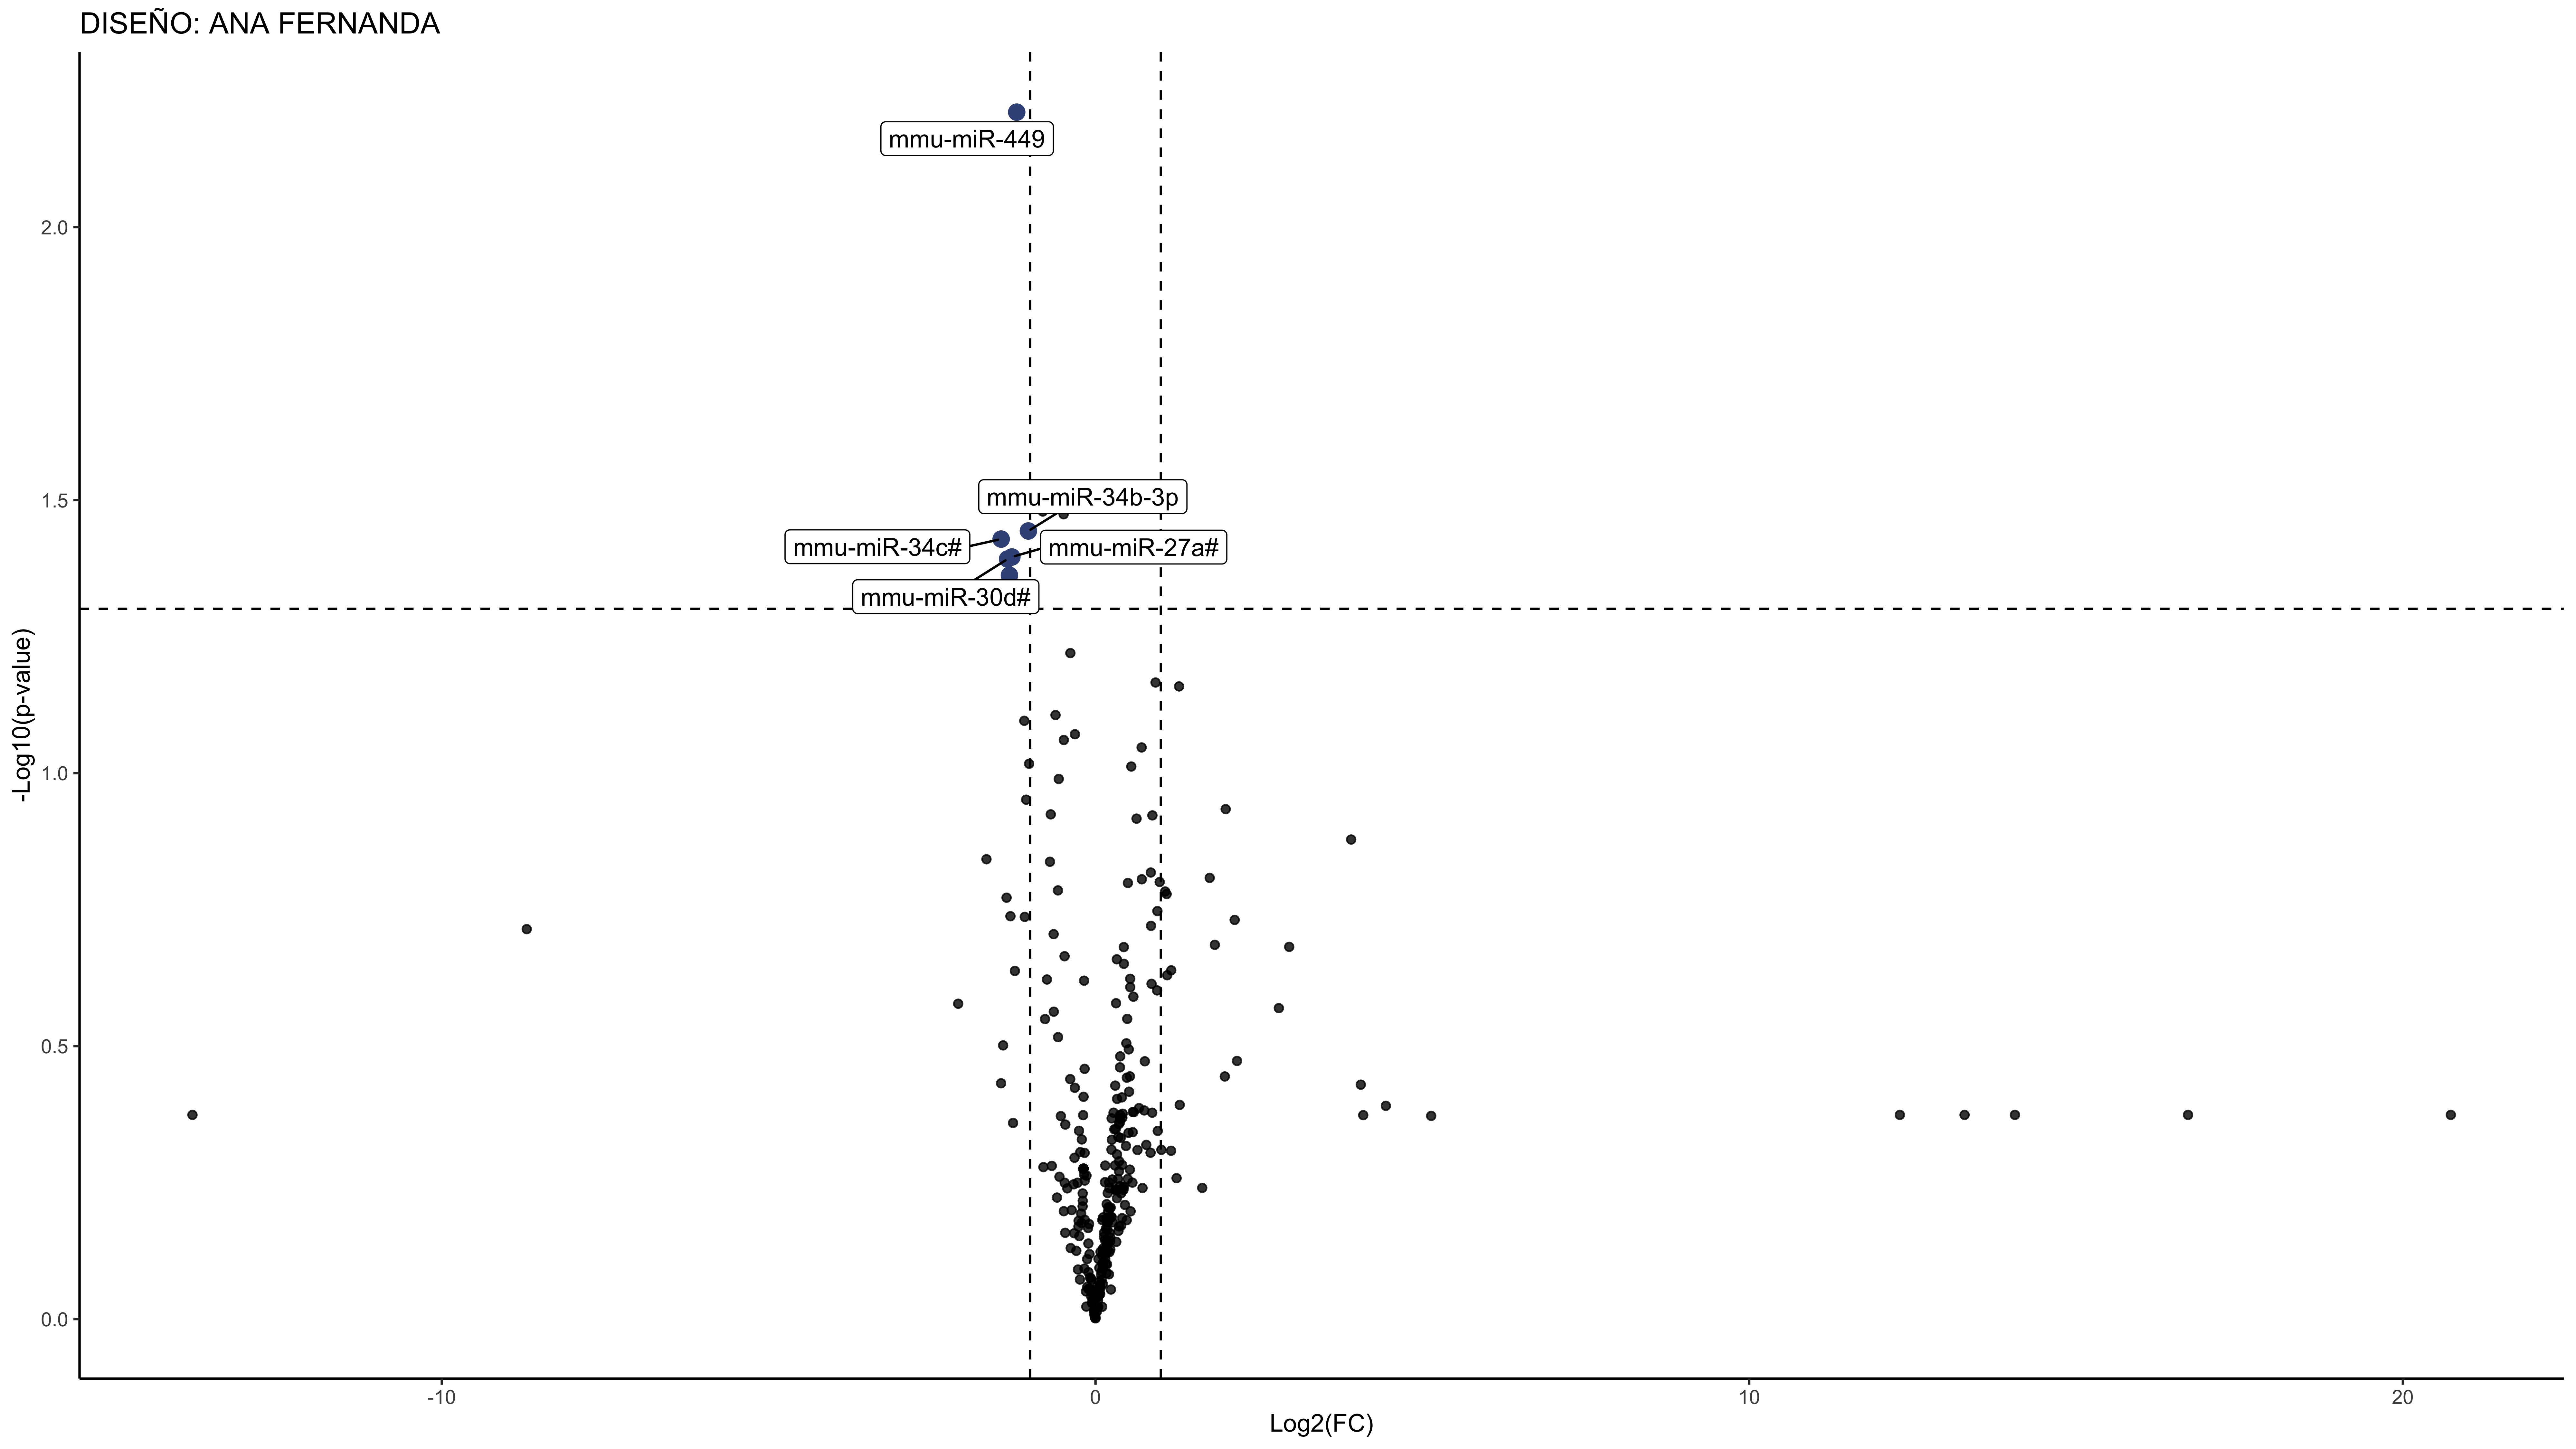 DISEÑO: ANA FERNANDA
mmu-miR-449
2.0
1.5
mmu-miR-34b-3p
mmu-miR-34c#
mmu-miR-27a#
mmu-miR-30d#
-Log10(p-value)
1.0
0.5
0.0
-10
0
10
20
Log2(FC)